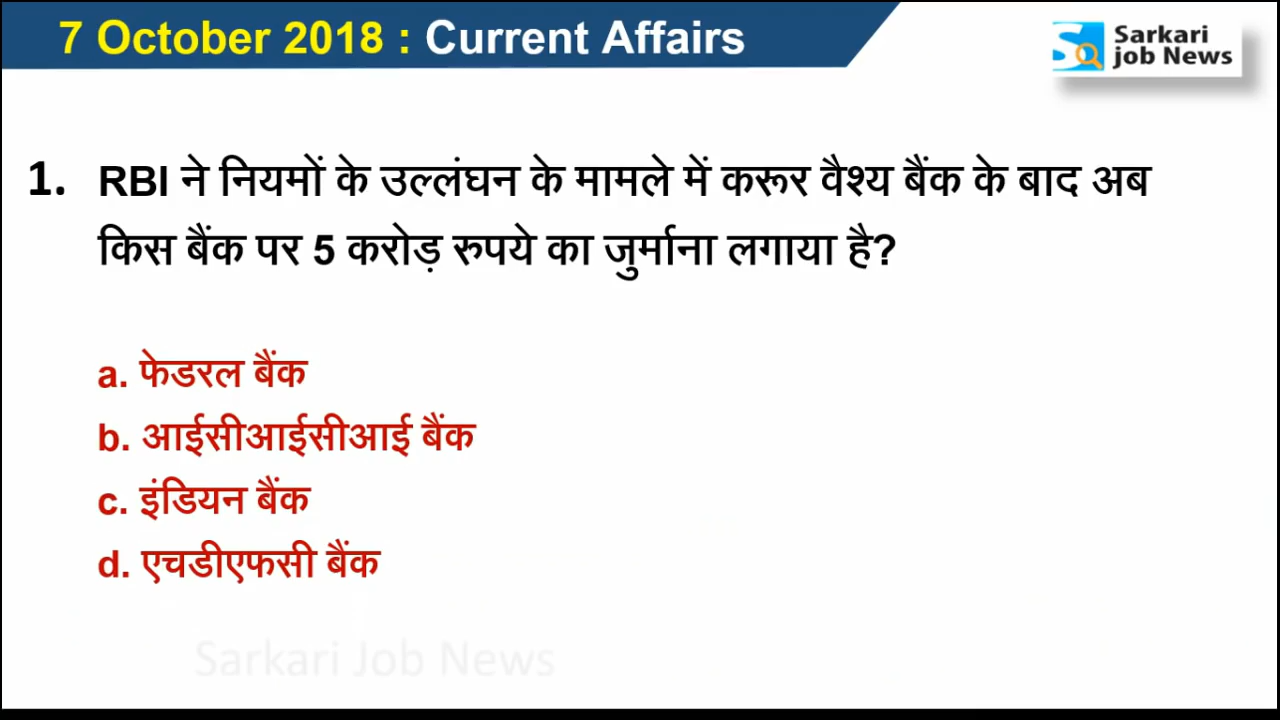 7 October 2018 : Current Affairs
Sarkari
Job News
1. RBI ने नियमों के उल्लंघन के मामले में करूर वैश्य बैंक के बाद अब
किस बैंक पर 5 करोड़ रुपये का जुर्माना लगाया है?
a. फेडरल बैंक
b. आईसीआईसीआई बैंक
c. इंडियन बैंक
d. एचडीएफसी बैंक
Sarkari Job News